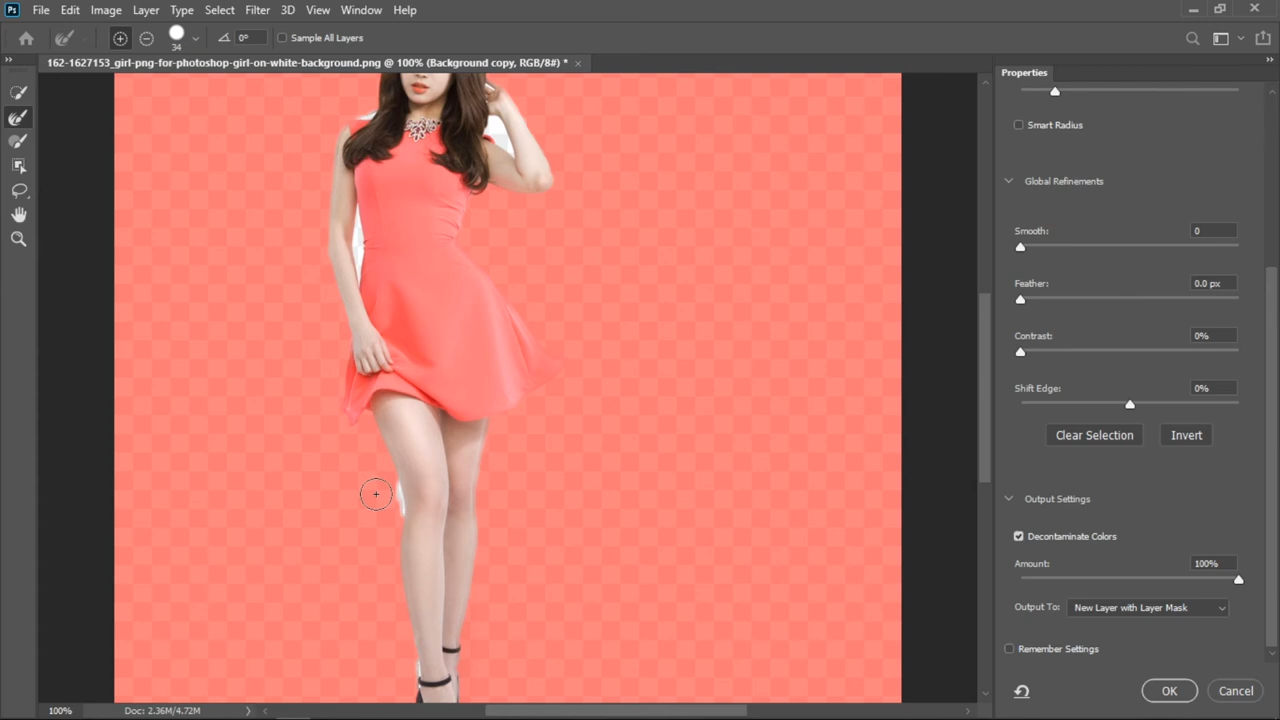 Ps File Edit Image Layer Type Select Filter 3D View Window Help
34 0° Sample All Layers
162-1627153_girl-png-for-photoshop-girl-on-white-background.png @ 100% (Background copy, RGB/8#) * ×
Properties
Smart Radius
Global Refinements
Smooth: 0
Feather: 0.0 px
Contrast: 0%
Shift Edge: 0%
Clear Selection Invert
Output Settings
Decontaminate Colors
Amount: 100%
Output To: New Layer with Layer Mask
Remember Settings
OK Cancel
100% Doc: 2.36M/4.72M